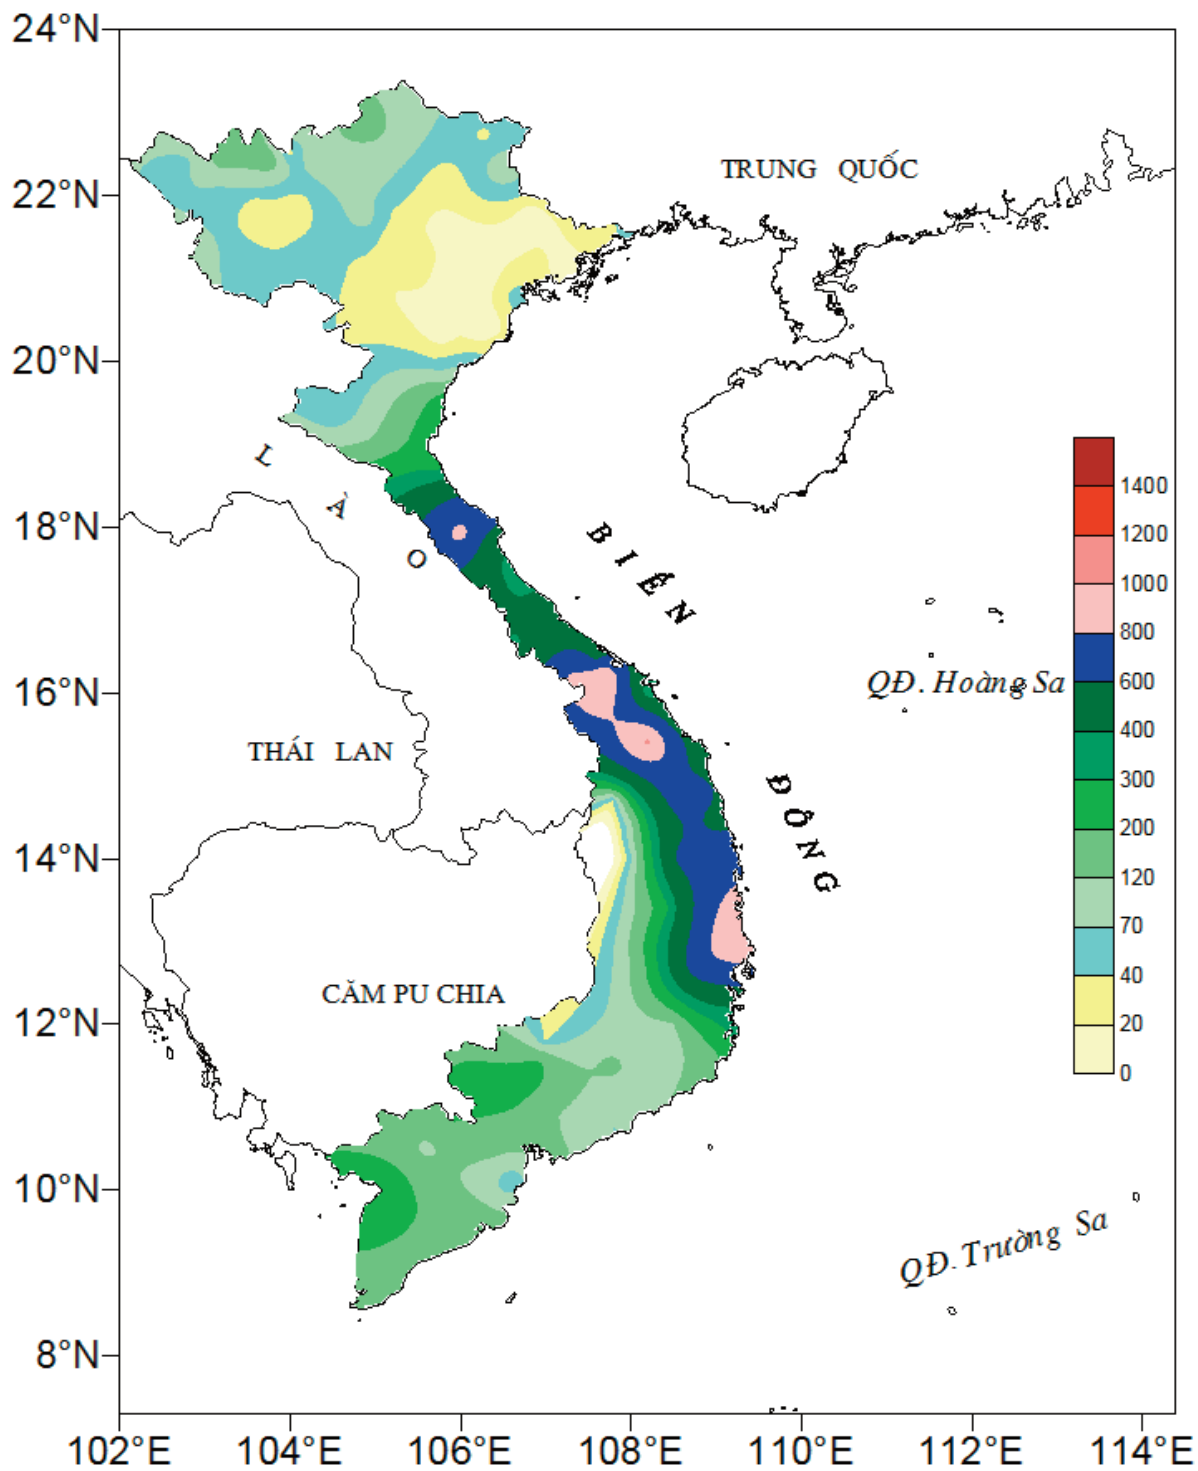 24°N
TRUNG QUỐC
22°N
20°N
L
À
O
18°N
BIỂN
1400
1200
1000
800
600
400
300
200
120
70
40
20
0
16°N
QĐ. Hoàng Sa
THÁI LAN
ĐÔNG
14°N
CĂM PU CHIA
12°N
10°N
QĐ. Trường Sa
8°N
102°E 104°E 106°E 108°E 110°E 112°E 114°E